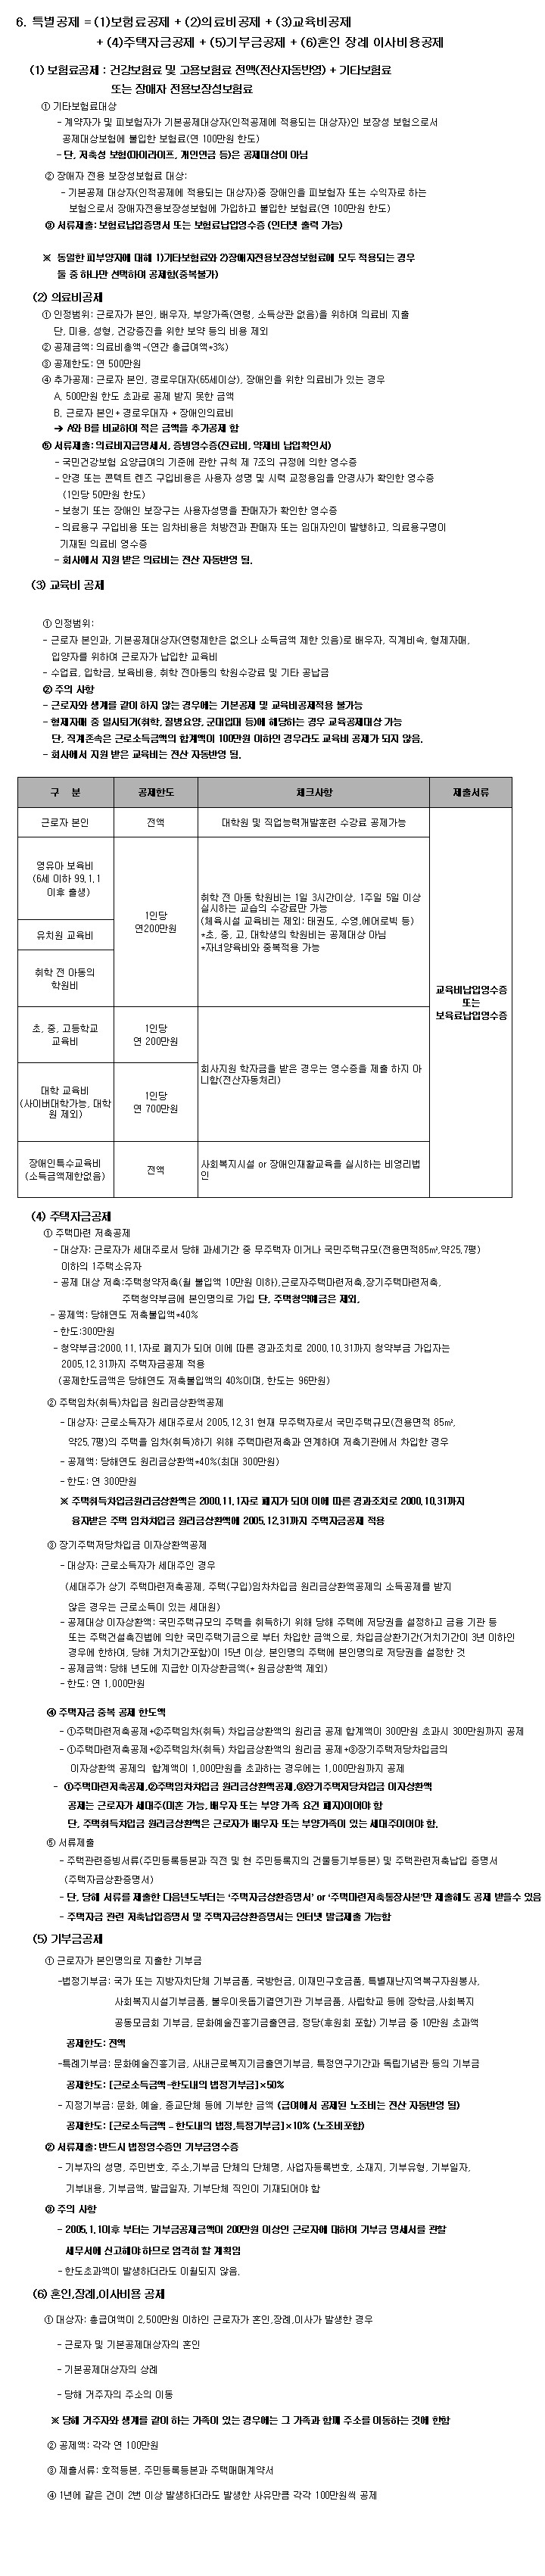 6. 특별공제 = (1)보험료공제 + (2)의료비공제 + (3)교육비공제
+ (4)주택자금공제 + (5)기부금공제 + (6)혼인 장례 이사비용공제
(1) 보험료공제 : 건강보험료 및 고용보험료 전액(전산자동반영) + 기타보험료
또는 장애자 전용보장성보험료
① 기타보험료대상
- 계약자가 및 피보험자가 기본공제대상자(인적공제에 적용되는 대상자)인 보장성 보험으로서
공제대상보험에 불입한 보험료(연 100만원 한도)
- 단, 저축성 보험(마이라이프, 개인연금 등)은 공제대상이 아님
② 장애자 전용 보장성보험료 대상:
- 기본공제 대상자(인적공제에 적용되는 대상자)중 장애인을 피보험자 또는 수익자로 하는
보험으로서 장애자전용보장성보험에 가입하고 불입한 보험료(연 100만원 한도)
③ 서류제출: 보험료납입증명서 또는 보험료납입영수증 (인터넷 출력 가능)
※ 동일한 피부양자에 대해 1)기타보험료와 2)장애자전용보장성보험료에 모두 적용되는 경우
둘 중 하나만 선택하여 공제함(중복불가)
(2) 의료비공제
① 인정범위: 근로자가 본인, 배우자, 부양가족(연령, 소득상관 없음)을 위하여 의료비 지출
단, 미용, 성형, 건강증진을 위한 보약 등의 비용 제외
② 공제금액: 의료비총액-(연간 총급여액*3%)
③ 공제한도: 연 500만원
④ 추가공제: 근로자 본인, 경로우대자(65세이상), 장애인을 위한 의료비가 있는 경우
A. 500만원 한도 초과로 공제 받지 못한 금액
B. 근로자 본인+ 경로우대자 + 장애인의료비
→ A와 B를 비교하여 적은 금액을 추가공제 함
⑤ 서류제출: 의료비지급명세서, 증빙영수증(진료비, 약제비 납입확인서)
- 국민건강보험 요양급여의 기준에 관한 규칙 제 7조의 규정에 의한 영수증
- 안경 또는 콘택트 렌즈 구입비용은 사용자 성명 및 시력 교정용임을 안경사가 확인한 영수증
(1인당 50만원 한도)
- 보청기 또는 장애인 보장구는 사용자성명을 판매자가 확인한 영수증
- 의료용구 구입비용 또는 임차비용은 처방전과 판매자 또는 임대자인이 발행하고, 의료용구명이
기재된 의료비 영수증
- 회사에서 지원 받은 의료비는 전산 자동반영 됨.
(3) 교육비 공제
① 인정범위:
- 근로자 본인과, 기본공제대상자(연령제한은 없으나 소득금액 제한 있음)로 배우자, 직계비속, 형제자매,
입양자를 위하여 근로자가 납입한 교육비
- 수업료, 입학금, 보육비용, 취학 전아동의 학원수강료 및 기타 공납금
② 주의 사항
- 근로자와 생계를 같이 하지 않는 경우에는 기본공제 및 교육비공제적용 불가능
- 형제자매 중 일시퇴거(취학, 질병요양, 군대입대 등)에 해당하는 경우 교육공제대상 가능
단, 직계존속은 근로소득금액의 합계액이 100만원 이하인 경우라도 교육비 공제가 되지 않음.
- 회사에서 지원 받은 교육비는 전산 자동반영 됨.
구 분 공제한도 체크사항 제출서류
근로자 본인 전액 대학원 및 직업능력개발훈련 수강료 공제가능
영유아 보육비
(6세 이하 99.1.1
이후 출생)
유치원 교육비
취학 전 아동의
학원비
1인당
연200만원
취학 전 아동 학원비는 1일 3시간이상, 1주일 5일 이상
실시하는 교습의 수강료만 가능
(체육시설 교육비는 제외: 태권도, 수영,에어로빅 등)
*초, 중, 고, 대학생의 학원비는 공제대상 아님
*자녀양육비와 중복적용 가능
교육비납입영수증
또는
보육료납입영수증
초, 중, 고등학교
교육비
1인당
연 200만원
회사지원 학자금을 받은 경우는 영수증을 제출 하지 아
니함(전산자동처리)
대학 교육비
(사이버대학가능, 대학
원 제외)
1인당
연 700만원
장애인특수교육비
(소득금액제한없음)
전액
사회복지시설 or 장애인재활교육을 실시하는 비영리법
인
(4) 주택자금공제
① 주택마련 저축공제
- 대상자: 근로자가 세대주로서 당해 과세기간 중 무주택자 이거나 국민주택규모(전용면적85㎡,약25.7평)
이하의 1주택소유자
- 공제 대상 저축:주택청약저축(월 불입액 10만원 이하),근로자주택마련저축,장기주택마련저축,
주택청약부금에 본인명의로 가입 단, 주택청약예금은 제외.
- 공제액: 당해연도 저축불입액*40%
- 한도:300만원
- 청약부금:2000.11.1자로 폐지가 되어 이에 따른 경과조치로 2000.10.31까지 청약부금 가입자는
2005.12.31까지 주택자금공제 적용
(공제한도금액은 당해연도 저축불입액의 40%이며, 한도는 96만원)
② 주택임차(취득)차입금 원리금상환액공제
- 대상자: 근로소득자가 세대주로서 2005.12.31 현재 무주택자로서 국민주택규모(전용면적 85㎡,
약25.7평)의 주택을 임차(취득)하기 위해 주택마련저축과 연계하여 저축기관에서 차입한 경우
- 공제액: 당해연도 원리금상환액*40%(최대 300만원)
- 한도: 연 300만원
※ 주택취득차입금원리금상환액은 2000.11.1자로 폐지가 되어 이에 따른 경과조치로 2000.10.31까지
융자받은 주택 임차차입금 원리금상환액에 2005.12.31까지 주택자금공제 적용
③ 장기주택저당차입금 이자상환액공제
- 대상자: 근로소득자가 세대주인 경우
(세대주가 상기 주택마련저축공제, 주택(구입)임차차입금 원리금상환액공제의 소득공제를 받지
않은 경우는 근로소득이 있는 세대원)
- 공제대상 이자상환액: 국민주택규모의 주택을 취득하기 위해 당해 주택에 저당권을 설정하고 금융 기관 등
또는 주택건설촉진법에 의한 국민주택기금으로 부터 차입한 금액으로, 차입금상환기간(거치기간이 3년 이하인
경우에 한하여, 당해 거치기간포함)이 15년 이상, 본인명의 주택에 본인명의로 저당권을 설정한 것
- 공제금액: 당해 년도에 지급한 이자상환금액(* 원금상환액 제외)
- 한도: 연 1,000만원
④ 주택자금 중복 공제 한도액
- ①주택마련저축공제+②주택임차(취득) 차입금상환액의 원리금 공제 합계액이 300만원 초과시 300만원까지 공제
- ①주택마련저축공제+②주택임차(취득) 차입금상환액의 원리금 공제+③장기주택저당차입금의
이자상환액 공제의 합계액이 1,000만원을 초과하는 경우에는 1,000만원까지 공제
- ①주택마련저축공제,②주택임차차입금 원리금상환액공제,③장기주택저당차입금 이자상환액
공제는 근로자가 세대주(미혼 가능, 배우자 또는 부양 가족 요건 폐지)이어야 함
단, 주택취득차입금 원리금상환액은 근로자가 배우자 또는 부양가족이 있는 세대주이어야 함.
⑤ 서류제출
- 주택관련증빙서류(주민등록등본과 직전 및 현 주민등록지의 건물등기부등본) 및 주택관련저축납입 증명서
(주택자금상환증명서)
- 단, 당해 서류를 제출한 다음년도부터는 ‘주택자금상환증명서’ or ‘주택마련저축통장사본’만 제출해도 공제 받을수 있음
- 주택자금 관련 저축납입증명서 및 주택자금상환증명서는 인터넷 발급제출 가능함
(5) 기부금공제
① 근로자가 본인명의로 지출한 기부금
-법정기부금: 국가 또는 지방자치단체 기부금품, 국방헌금, 이재민구호금품, 특별재난지역복구자원봉사,
사회복지시설기부금품, 불우이웃돕기결연기관 기부금품, 사립학교 등에 장학금,사회복지
공동모금회 기부금, 문화예술진흥기금출연금, 정당(후원회 포함) 기부금 중 10만원 초과액
공제한도: 전액
-특례기부금: 문화예술진흥기금, 사내근로복지기금출연기부금, 특정연구기간과 독립기념관 등의 기부금
공제한도: [근로소득금액-한도내의 법정기부금]×50%
- 지정기부금: 문화, 예술, 종교단체 등에 기부한 금액 (급여에서 공제된 노조비는 전산 자동반영 됨)
공제한도: [근로소득금액 - 한도내의 법정,특정기부금]×10% (노조비포함)
② 서류제출: 반드시 법정영수증인 기부금영수증
- 기부자의 성명, 주민번호, 주소,기부금 단체의 단체명, 사업자등록번호, 소재지, 기부유형, 기부일자,
기부내용, 기부금액, 발급일자, 기부단체 직인이 기재되어야 함
③ 주의 사항
- 2005.1.1이후 부터는 기부금공제금액이 200만원 이상인 근로자에 대하여 기부금 명세서를 관할
세무서에 신고해야 하므로 엄격히 할 계획임
- 한도초과액이 발생하더라도 이월되지 않음.
(6) 혼인,장례,이사비용 공제
① 대상자: 총급여액이 2,500만원 이하인 근로자가 혼인,장례,이사가 발생한 경우
- 근로자 및 기본공제대상자의 혼인
- 기본공제대상자의 상례
- 당해 거주자의 주소의 이동
※ 당해 거주자와 생계를 같이 하는 가족이 있는 경우에는 그 가족과 함께 주소를 이동하는 것에 한함
② 공제액: 각각 연 100만원
③ 제출서류: 호적등본, 주민등록등본과 주택매매계약서
④ 1년에 같은 건이 2번 이상 발생하더라도 발생한 사유만큼 각각 100만원씩 공제